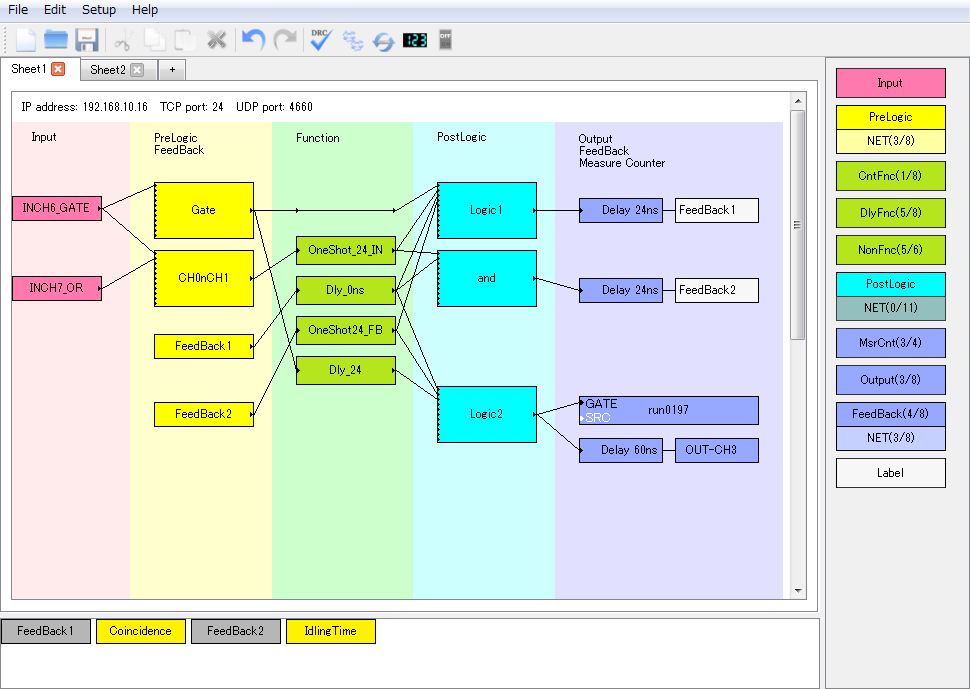 File Edit Setup Help
DRC 123 OFF
Sheet1 Sheet2 +
IP address: 192.168.10.16 TCP port: 24 UDP port: 4660
Input
PreLogic
FeedBack
Function
PostLogic
Output
FeedBack
Measure Counter
INCH6_GATE
INCH7_OR
Gate
CH0nCH1
FeedBack1
FeedBack2
OneShot_24_IN
Dly_0ns
OneShot24_FB
Dly_24
Logic1
and
Logic2
Delay 24ns FeedBack1
Delay 24ns FeedBack2
GATE
SRC
run0197
Delay 60ns OUT-CH3
Input
PreLogic
NET(3/8)
CntFnc(1/8)
DlyFnc(5/8)
NonFnc(5/6)
PostLogic
NET(0/11)
MsrCnt(3/4)
Output(3/8)
FeedBack(4/8)
NET(3/8)
Label
FeedBack1 Coincidence FeedBack2 IdlingTime